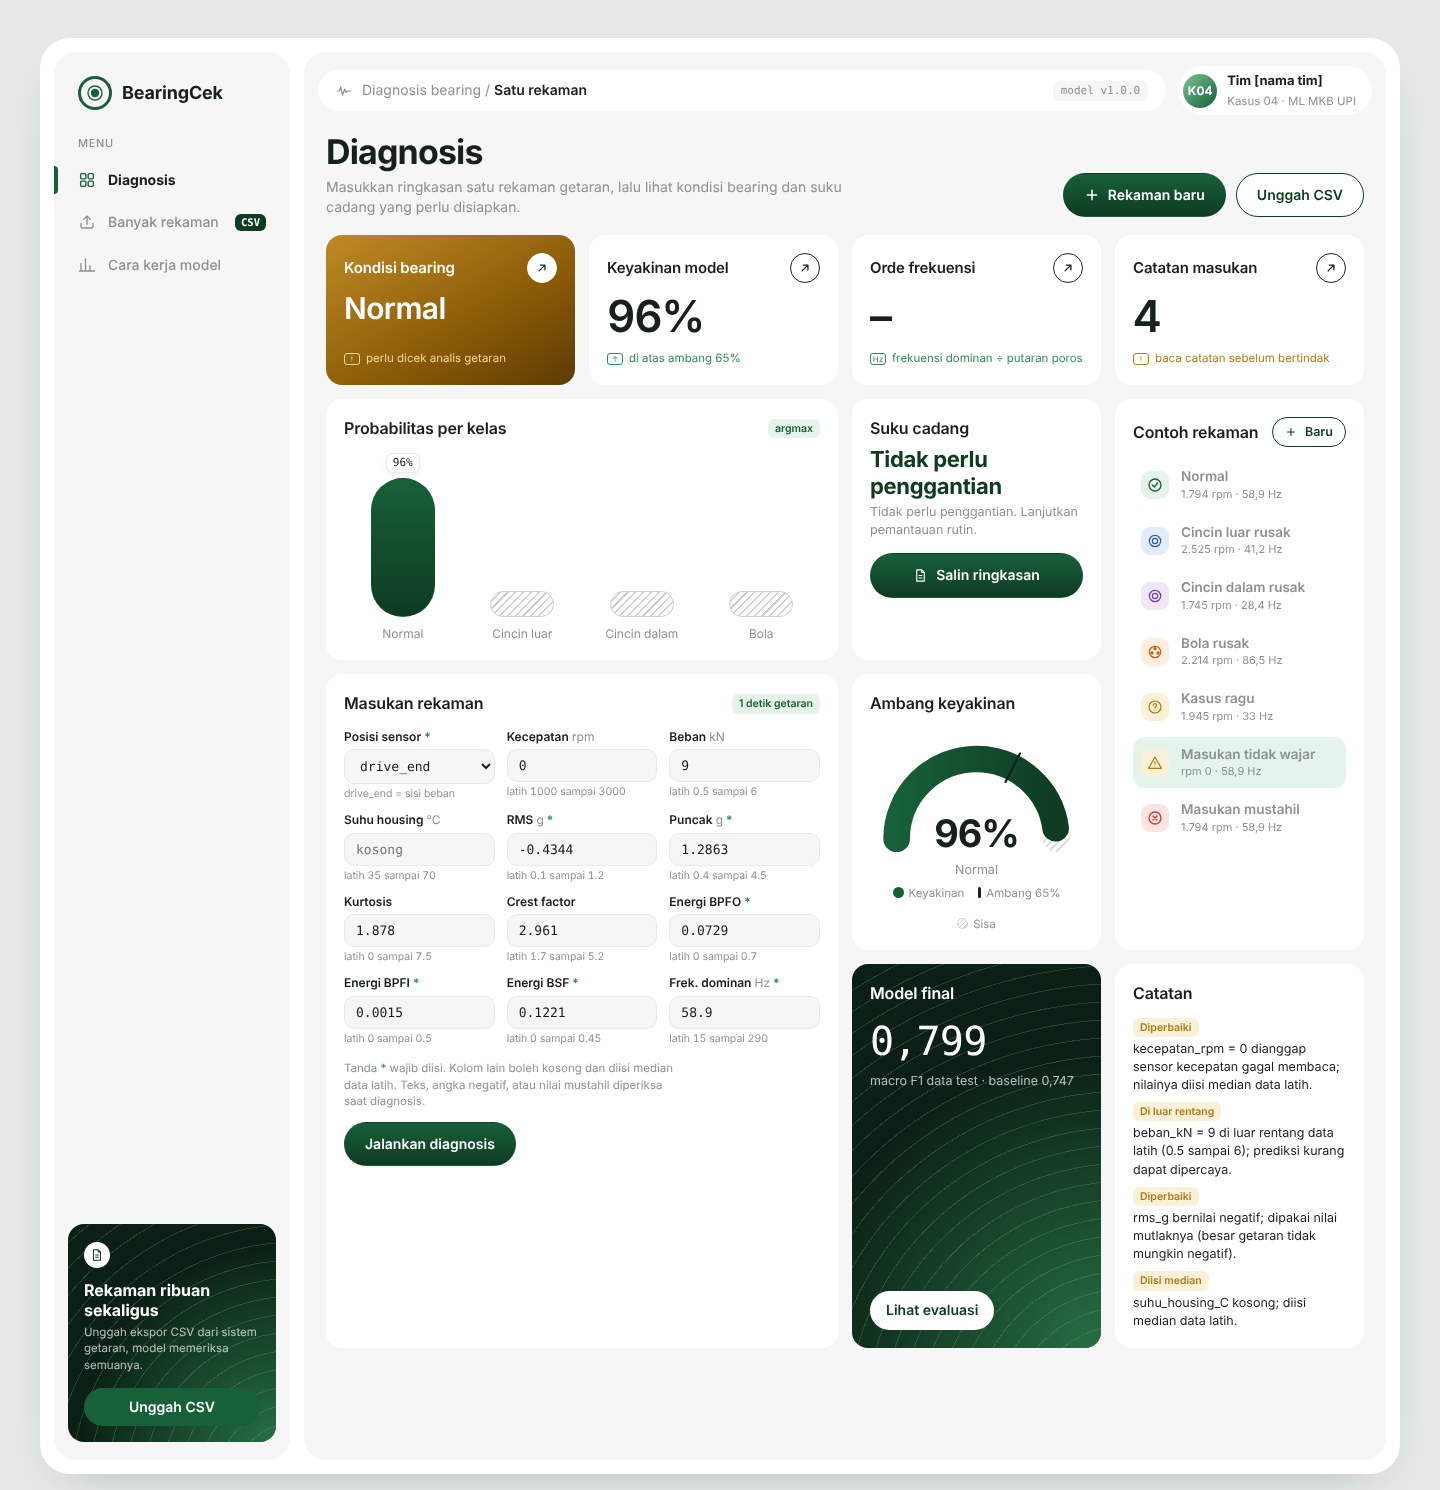 BearingCek
MENU
Diagnosis
Banyak rekaman CSV
Cara kerja model
Rekaman ribuan
sekaligus
Unggah ekspor CSV dari sistem
getaran, model memeriksa
semuanya.
Unggah CSV
Diagnosis bearing / Satu rekaman
model v1.0.0
K04
Tim [nama tim]
Kasus 04 · ML MKB UPI
Diagnosis
Masukkan ringkasan satu rekaman getaran, lalu lihat kondisi bearing dan suku
cadang yang perlu disiapkan.
+ Rekaman baru
Unggah CSV
Kondisi bearing
Normal
! perlu dicek analis getaran
Keyakinan model
96%
di atas ambang 65%
Orde frekuensi
–
Hz frekuensi dominan ÷ putaran poros
Catatan masukan
4
! baca catatan sebelum bertindak
Probabilitas per kelas
argmax
96%
Normal
Cincin luar
Cincin dalam
Bola
Suku cadang
Tidak perlu
penggantian
Tidak perlu penggantian. Lanjutkan
pemantauan rutin.
Salin ringkasan
Contoh rekaman
+ Baru
Normal
1.794 rpm · 58,9 Hz
Cincin luar rusak
2.525 rpm · 41,2 Hz
Cincin dalam rusak
1.745 rpm · 28,4 Hz
Bola rusak
2.214 rpm · 86,5 Hz
Kasus ragu
1.945 rpm · 33 Hz
Masukan tidak wajar
rpm 0 · 58,9 Hz
Masukan mustahil
1.794 rpm · 58,9 Hz
Masukan rekaman
1 detik getaran
Posisi sensor *
drive_end
drive_end = sisi beban
Kecepatan rpm
0
latih 1000 sampai 3000
Beban kN
9
latih 0.5 sampai 6
Suhu housing °C
kosong
latih 35 sampai 70
RMS g *
-0.4344
latih 0.1 sampai 1.2
Puncak g *
1.2863
latih 0.4 sampai 4.5
Kurtosis
1.878
latih 0 sampai 7.5
Crest factor
2.961
latih 1.7 sampai 5.2
Energi BPFO *
0.0729
latih 0 sampai 0.7
Energi BPFI *
0.0015
latih 0 sampai 0.5
Energi BSF *
0.1221
latih 0 sampai 0.45
Frek. dominan Hz *
58.9
latih 15 sampai 290
Tanda * wajib diisi. Kolom lain boleh kosong dan diisi median
data latih. Teks, angka negatif, atau nilai mustahil diperiksa
saat diagnosis.
Jalankan diagnosis
Ambang keyakinan
96%
Normal
Keyakinan
Ambang 65%
Sisa
Model final
0,799
macro F1 data test · baseline 0,747
Lihat evaluasi
Catatan
Diperbaiki
kecepatan_rpm = 0 dianggap
sensor kecepatan gagal membaca;
nilainya diisi median data latih.
Di luar rentang
beban_kN = 9 di luar rentang data
latih (0.5 sampai 6); prediksi kurang
dapat dipercaya.
Diperbaiki
rms_g bernilai negatif; dipakai nilai
mutlaknya (besar getaran tidak
mungkin negatif).
Diisi median
suhu_housing_C kosong; diisi
median data latih.